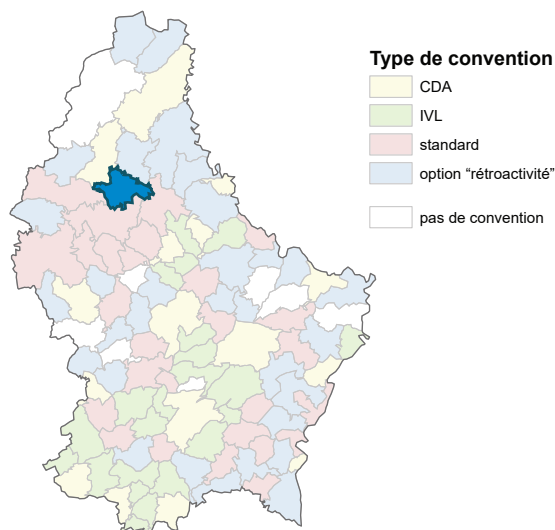 Type de convention
CDA
IVL
standard
option “rétroactivité”
pas de convention